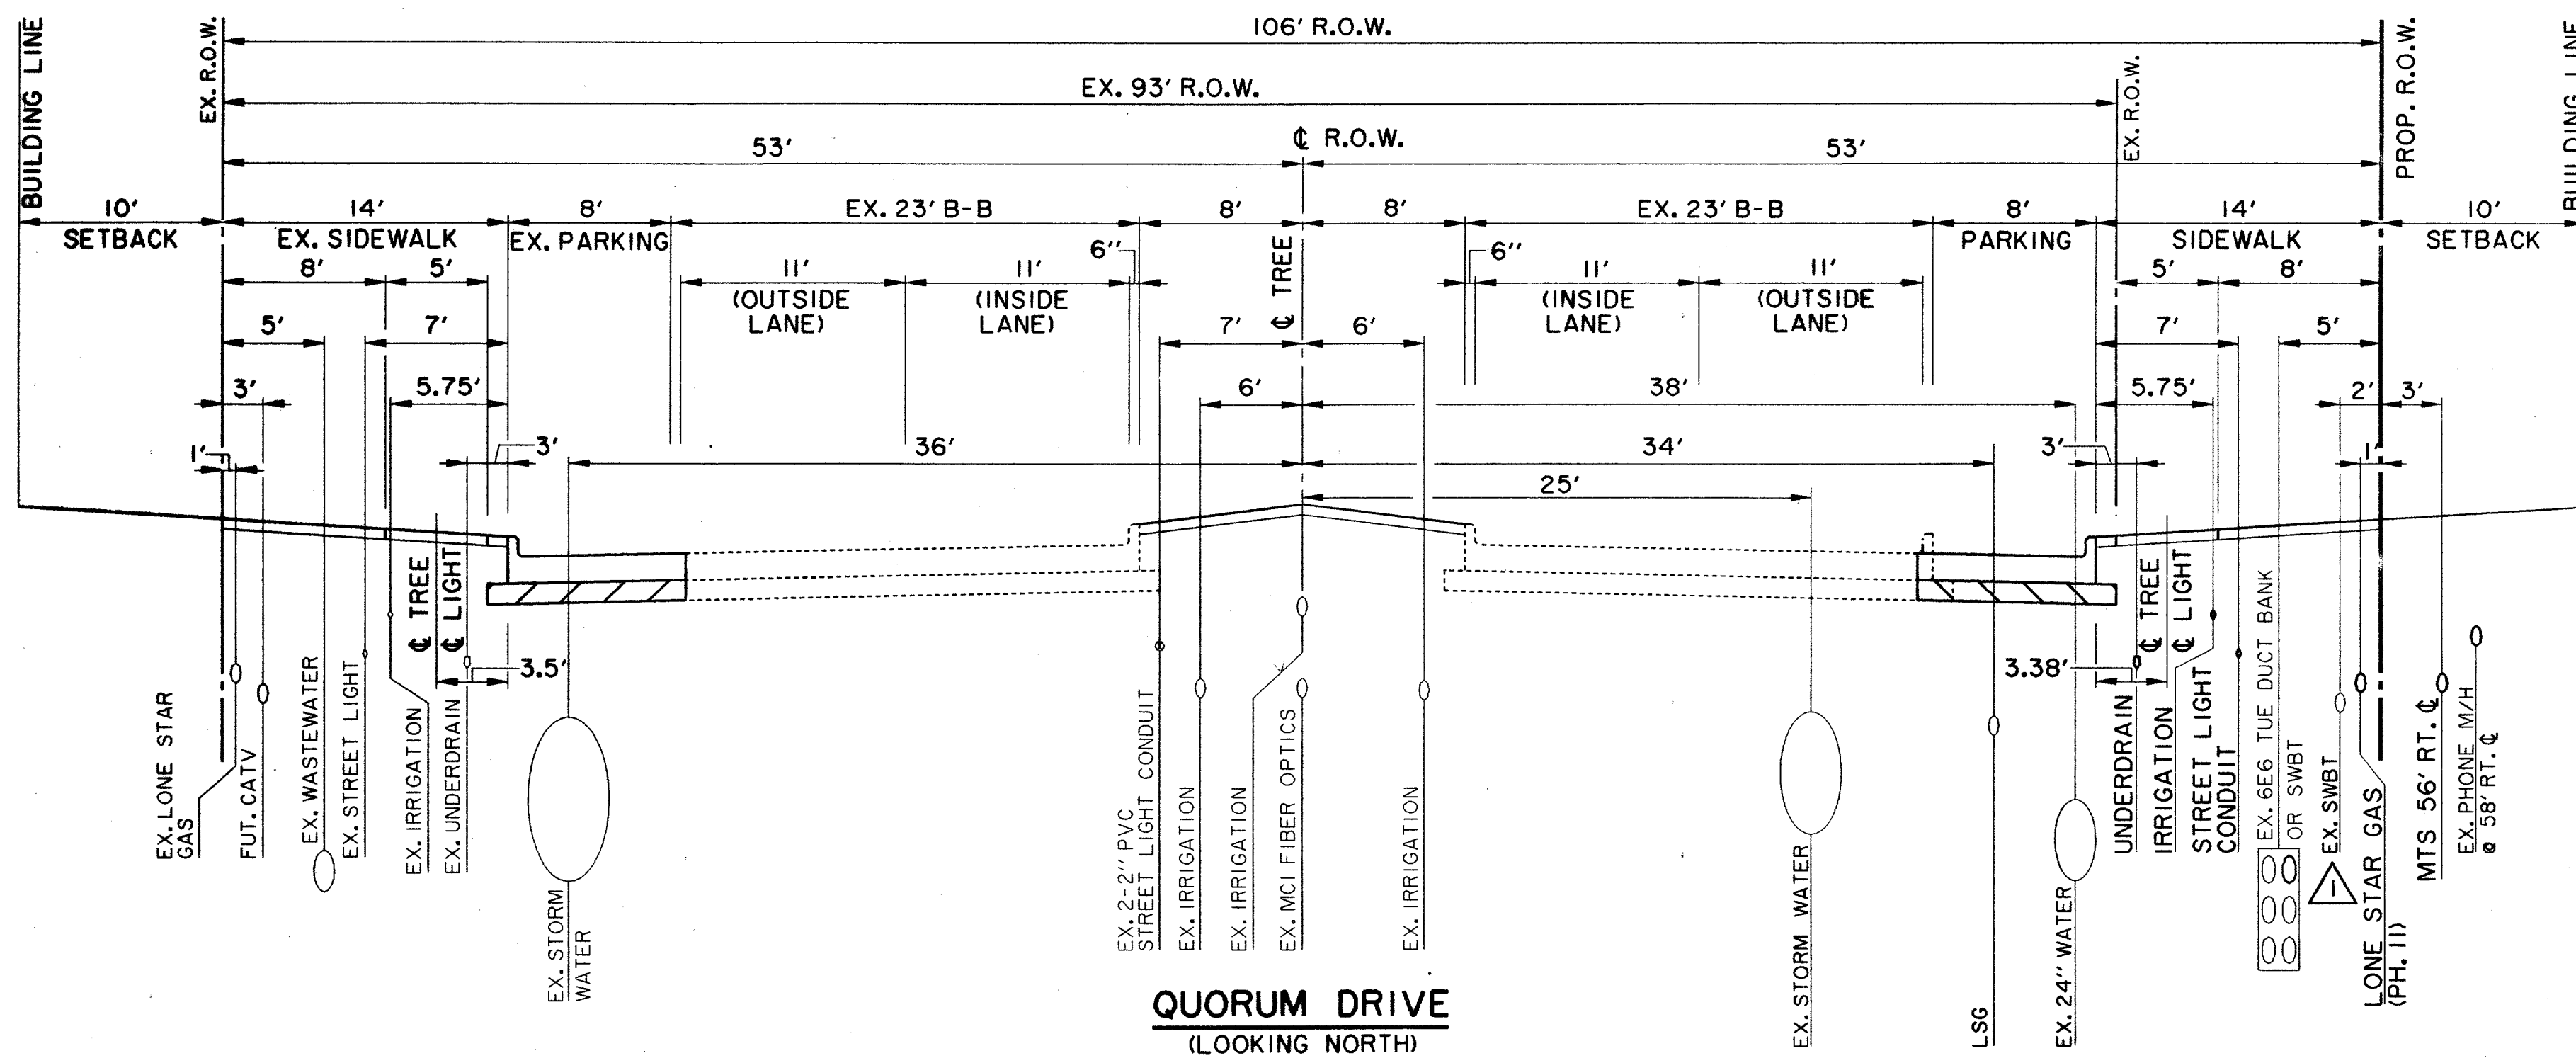 106' R.O.W.
EX. 93' R.O.W.
℄ R.O.W.
53'
53'
BUILDING LINE
EX. R.O.W.
EX. R.O.W.
PROP. R.O.W.
BUILDING LINE
10'
14'
8'
EX. 23' B-B
8'
8'
EX. 23' B-B
8'
14'
10'
SETBACK
EX. SIDEWALK
EX. PARKING
PARKING
SIDEWALK
SETBACK
8'
5'
11'
(OUTSIDE
LANE)
11'
(INSIDE
LANE)
6"
℄ TREE
6"
11'
(INSIDE
LANE)
11'
(OUTSIDE
LANE)
5'
8'
5'
7'
7'
6'
7'
5'
3'
5.75'
6'
38'
5.75'
2'
3'
1'
3'
36'
34'
3'
1'
25'
℄ TREE
℄ LIGHT
3.5'
℄ TREE
℄ LIGHT
3.38'
EX. LONE STAR
GAS
FUT. CATV
EX. WASTEWATER
EX. STREET LIGHT
EX. IRRIGATION
EX. UNDERDRAIN
EX. STORM
WATER
EX. 2-2" PVC
STREET LIGHT CONDUIT
EX. IRRIGATION
EX. IRRIGATION
EX. MCI FIBER OPTICS
EX. IRRIGATION
EX. STORM WATER
LSG
EX. 24" WATER
UNDERDRAIN
IRRIGATION
STREET LIGHT
CONDUIT
EX. 6E6 TUE DUCT BANK
OR SWBT
EX. SWBT
1
LONE STAR GAS
(PH. II)
MTS 56' RT. ℄
EX. PHONE M/H
@ 58' RT. ℄
QUORUM DRIVE
(LOOKING NORTH)